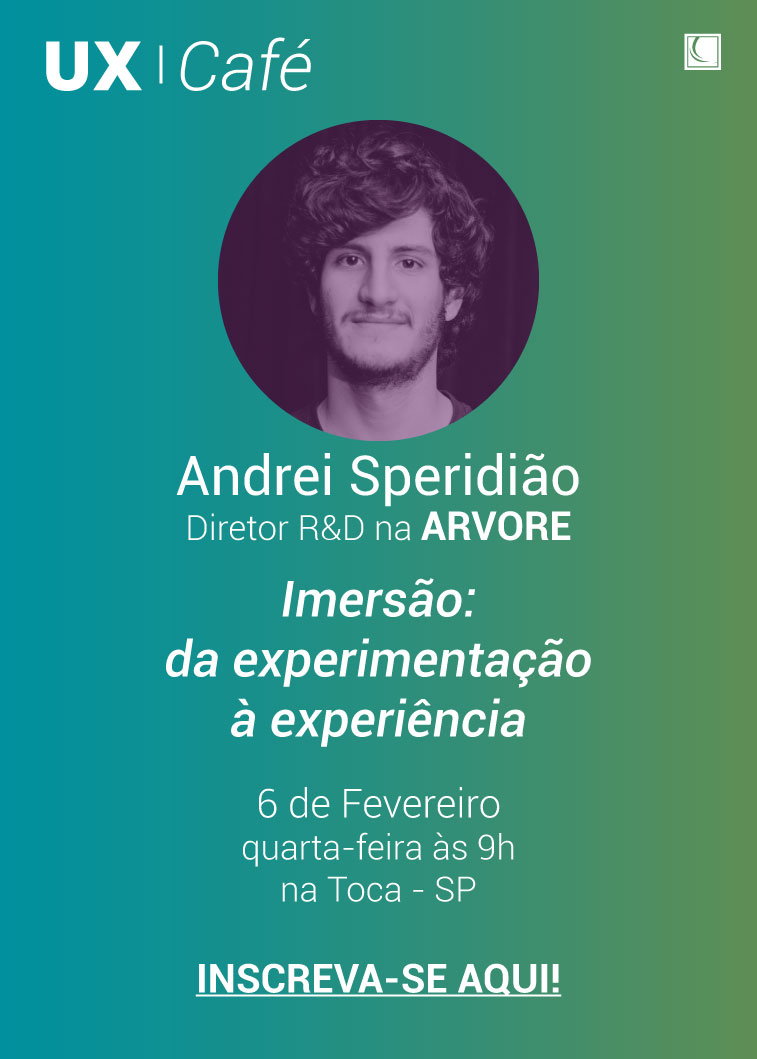 UX | Café
Andrei Speridião
Diretor R&D na ARVORE
Imersão:
da experimentação
à experiência
6 de Fevereiro
quarta-feira às 9h
na Toca - SP
INSCREVA-SE AQUI!